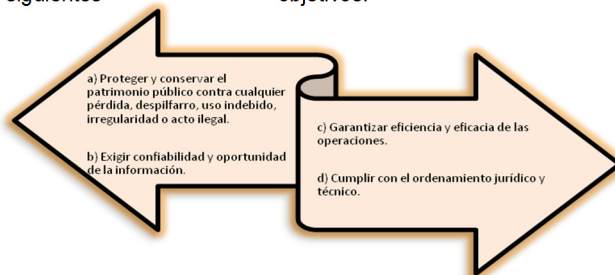 siguientes objetivos:
a) Proteger y conservar el
patrimonio público contra cualquier
pérdida, despilfarro, uso indebido,
irregularidad o acto ilegal.
b) Exigir confiabilidad y oportunidad
de la información.
c) Garantizar eficiencia y eficacia de las
operaciones.
d) Cumplir con el ordenamiento jurídico y
técnico.